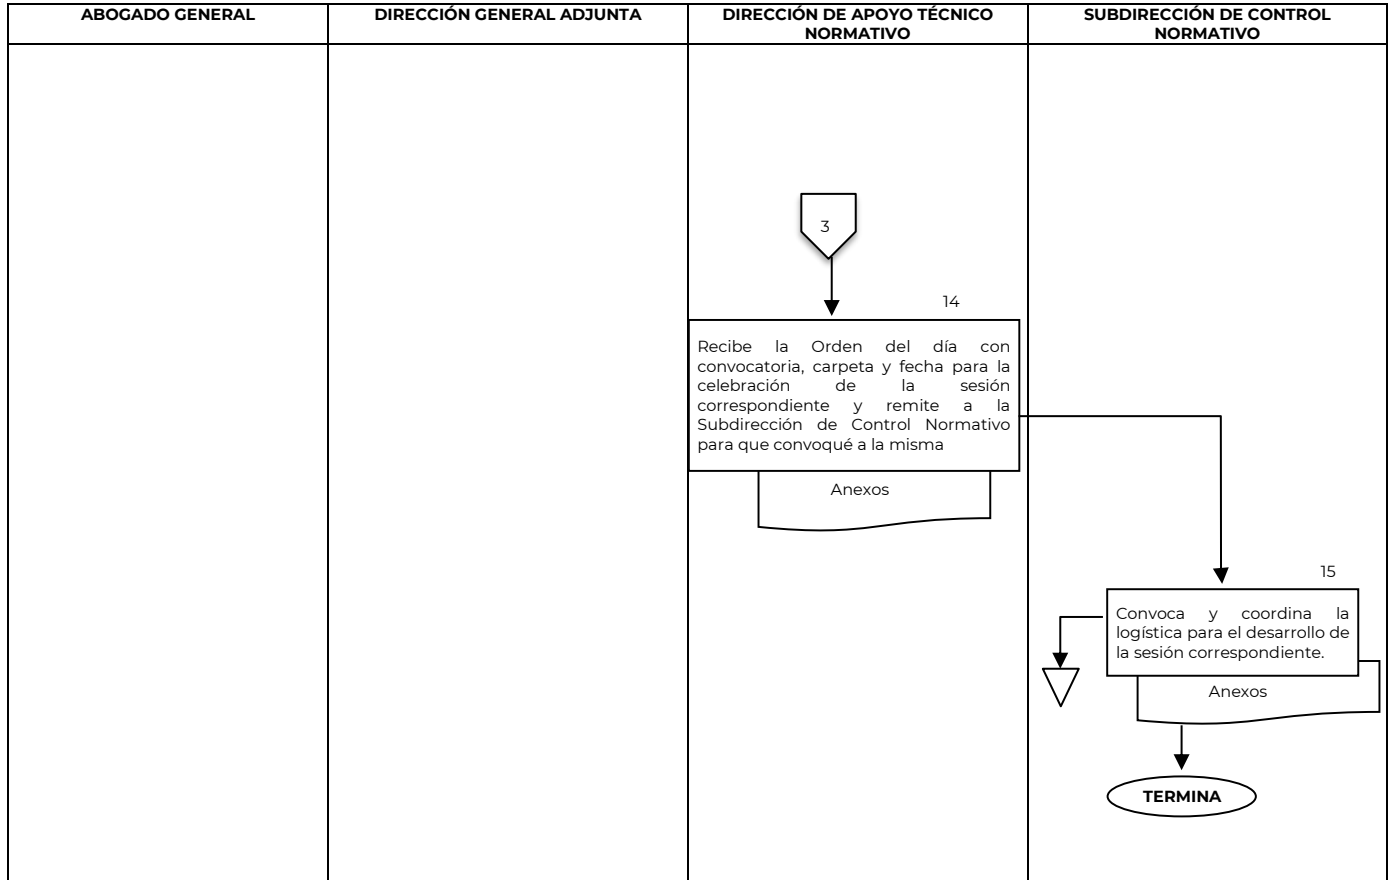 ABOGADO GENERAL
DIRECCIÓN GENERAL ADJUNTA
DIRECCIÓN DE APOYO TÉCNICO
NORMATIVO
SUBDIRECCIÓN DE CONTROL
NORMATIVO
3
14
Recibe la Orden del día con
convocatoria, carpeta y fecha para la
celebración de la sesión
correspondiente y remite a la
Subdirección de Control Normativo
para que convoqué a la misma
Anexos
15
Convoca y coordina la
logística para el desarrollo de
la sesión correspondiente.
Anexos
TERMINA